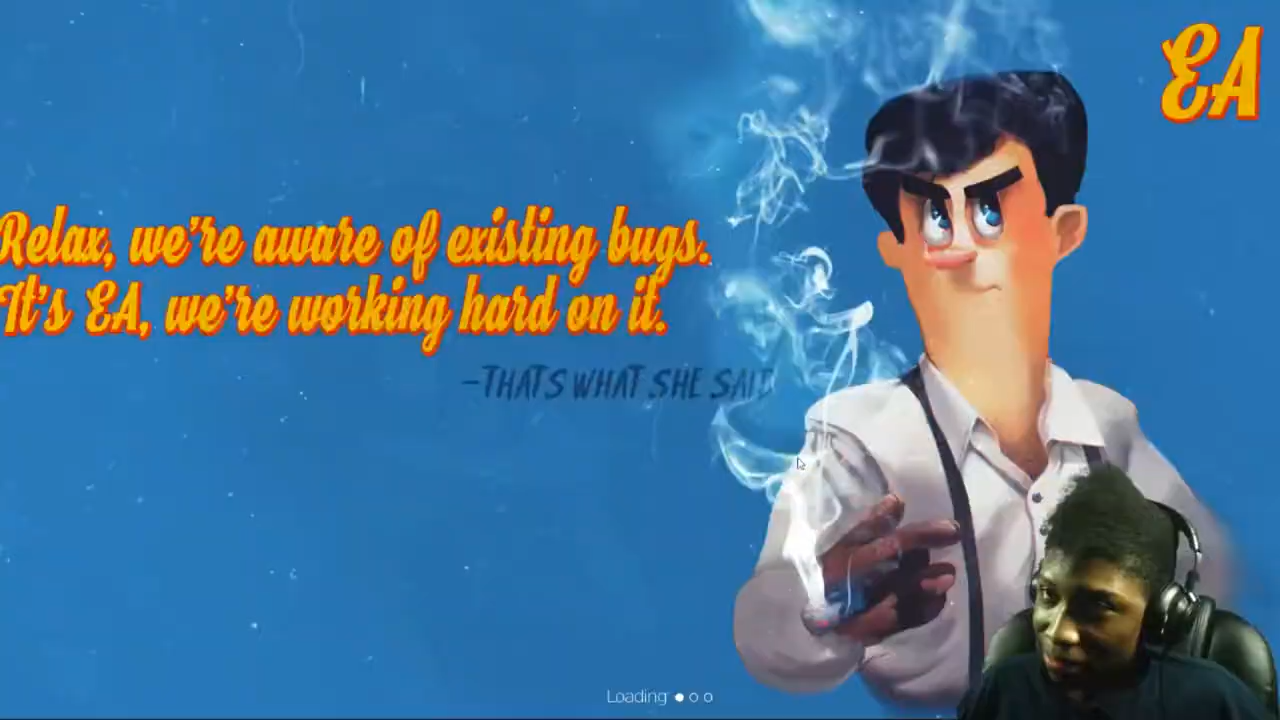 EA
Relax, we're aware of existing bugs.
It's EA, we're working hard on it.
-THATS WHAT SHE SAID
Loading